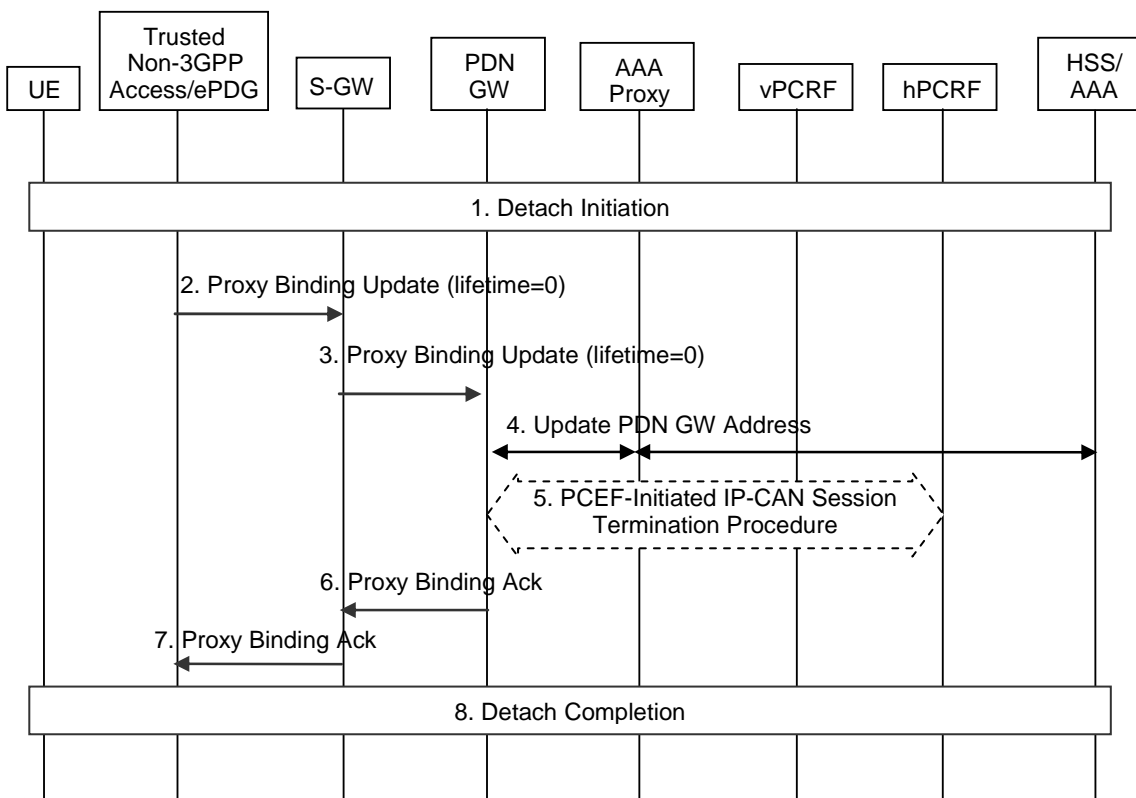 UE
Trusted
Non-3GPP
Access/ePDG
S-GW
PDN
GW
AAA
Proxy
vPCRF
hPCRF
HSS/
AAA
1. Detach Initiation
2. Proxy Binding Update (lifetime=0)
3. Proxy Binding Update (lifetime=0)
4. Update PDN GW Address
5. PCEF-Initiated IP-CAN Session
Termination Procedure
6. Proxy Binding Ack
7. Proxy Binding Ack
8. Detach Completion